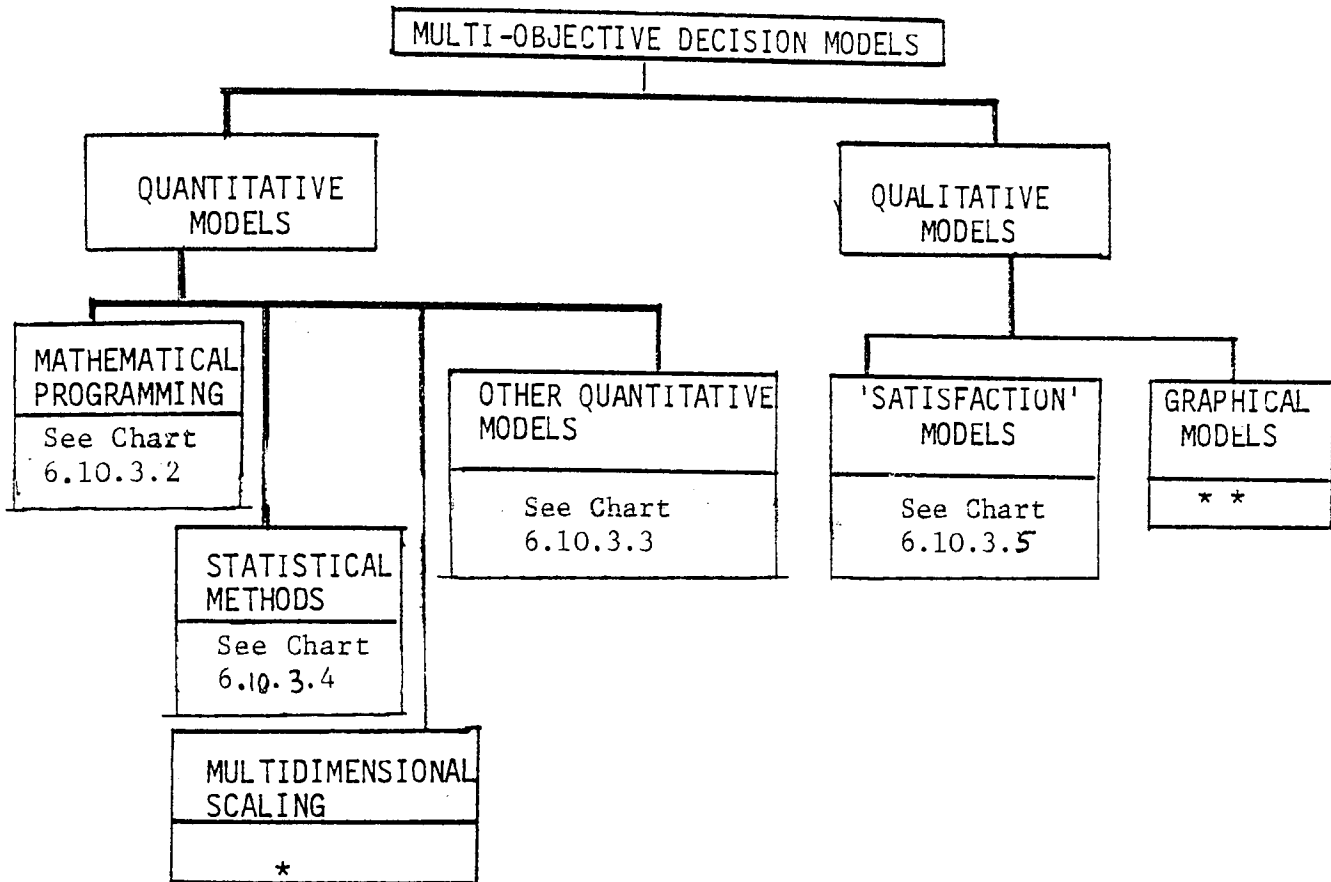 MULTI-OBJECTIVE DECISION MODELS
QUANTITATIVE
MODELS
QUALITATIVE
MODELS
MATHEMATICAL
PROGRAMMING
See Chart
6.10.3.2
STATISTICAL
METHODS
See Chart
6.10.3.4
MULTIDIMENSIONAL
SCALING
*
OTHER QUANTITATIVE
MODELS
See Chart
6.10.3.3
'SATISFACTION'
MODELS
See Chart
6.10.3.5
GRAPHICAL
MODELS
* *